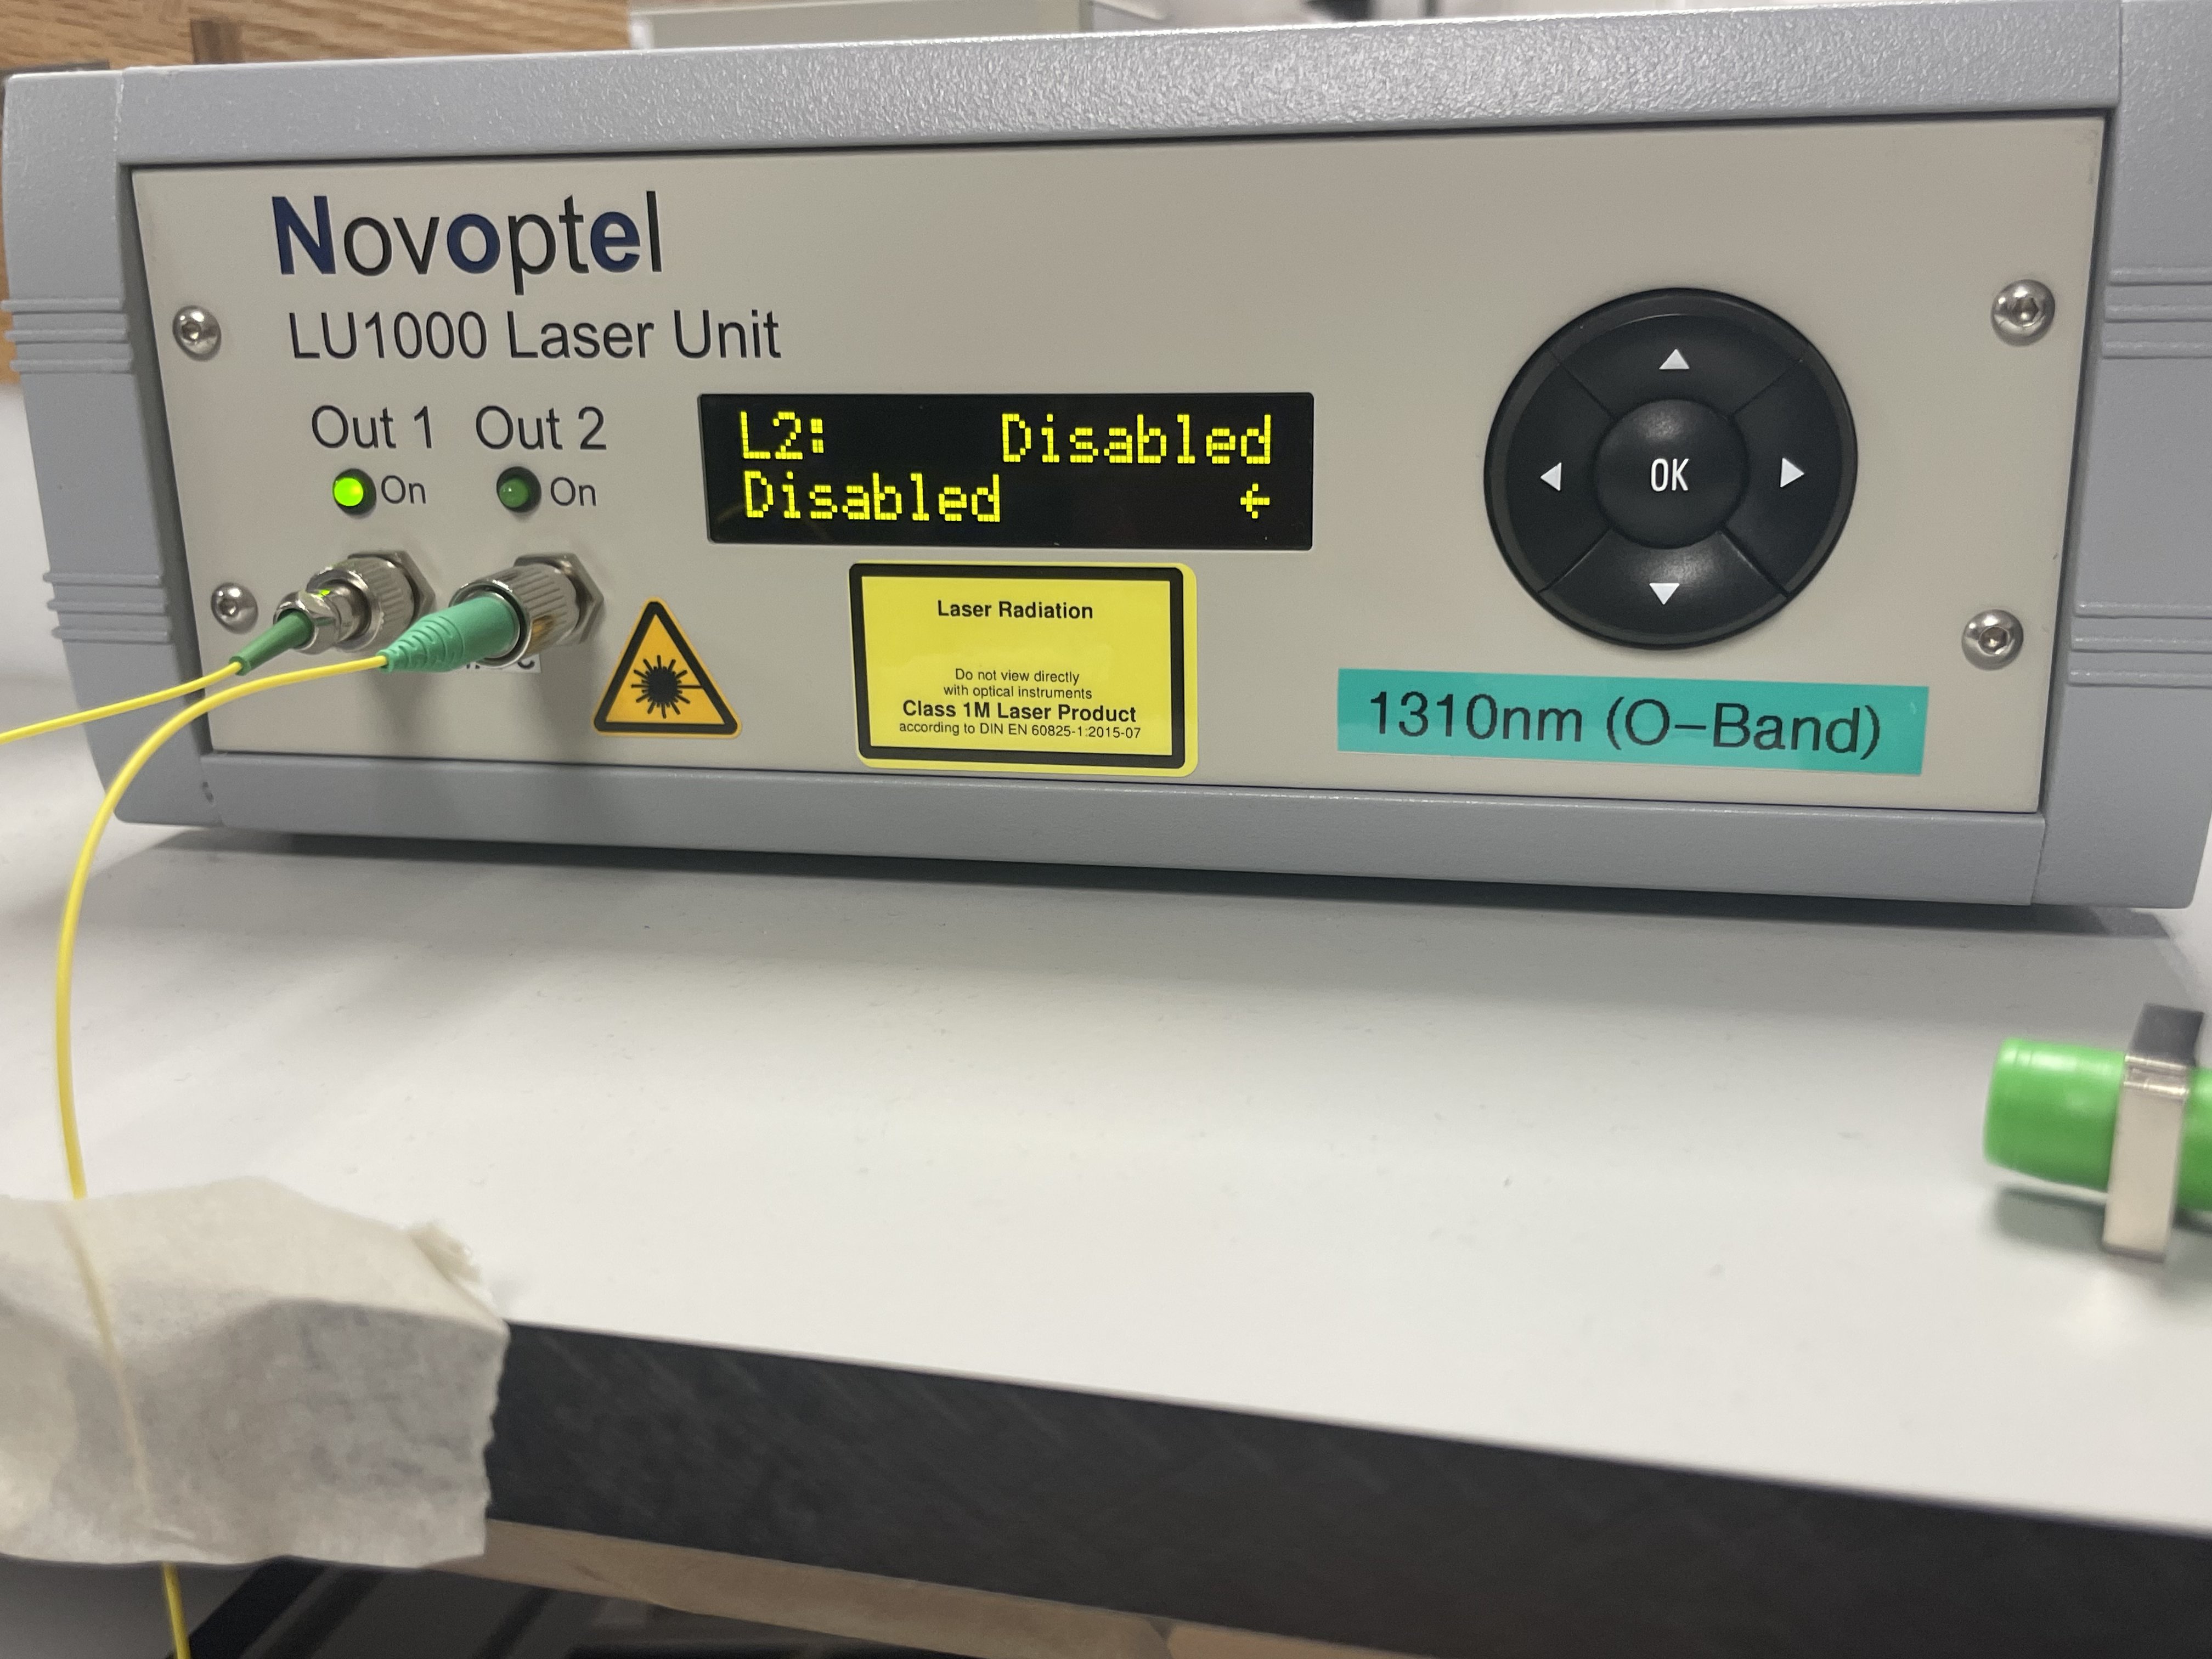 Novoptel
LU1000 Laser Unit
Out 1 Out 2
On On
L2: Disabled
Disabled ←
OK
Laser Radiation
Do not view directly
with optical instruments
Class 1M Laser Product
according to DIN EN 60825-1:2015-07
1310nm (O-Band)